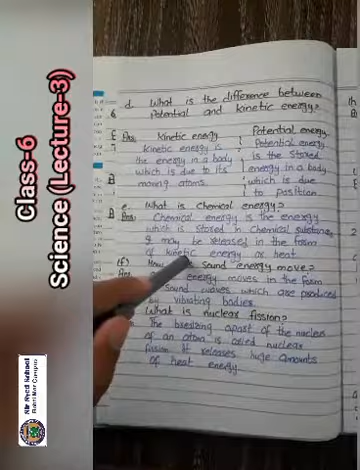 Class-6
Science (Lecture-3)
Sir Syed School
d. What is the difference between
Potential and kinetic energy?
Ans: Kinetic energy
Kinetic energy is
the energy in a body
which is due to its
moving atoms.
Potential energy
Potential energy
is the stored
energy in a body
which is due
to position
e. What is Chemical energy?
Ans: Chemical energy is the energy
which is stored in chemical substance
It may be released in the form
of kinetic energy or heat
(f) sound energy move?
Ans energy moves in the form
sound waves which are produced
by vibrating bodies
What is nuclear fission?
The breaking apart of the nucleus
of an atom is called nuclear
It releases huge amounts
of heat energy.